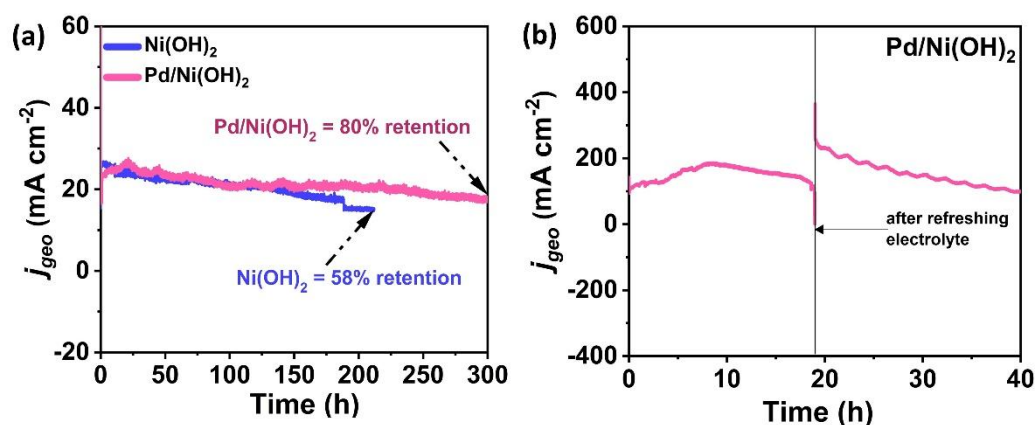 (a)
Ni(OH)2
Pd/Ni(OH)2
Pd/Ni(OH)2 = 80% retention
Ni(OH)2 = 58% retention
60
40
20
0
-20
jgeo (mA cm-2)
0 50 100 150 200 250 300
Time (h)
(b)
Pd/Ni(OH)2
after refreshing
electrolyte
600
400
200
0
-200
-400
jgeo (mA cm-2)
0 10 20 30 40
Time (h)